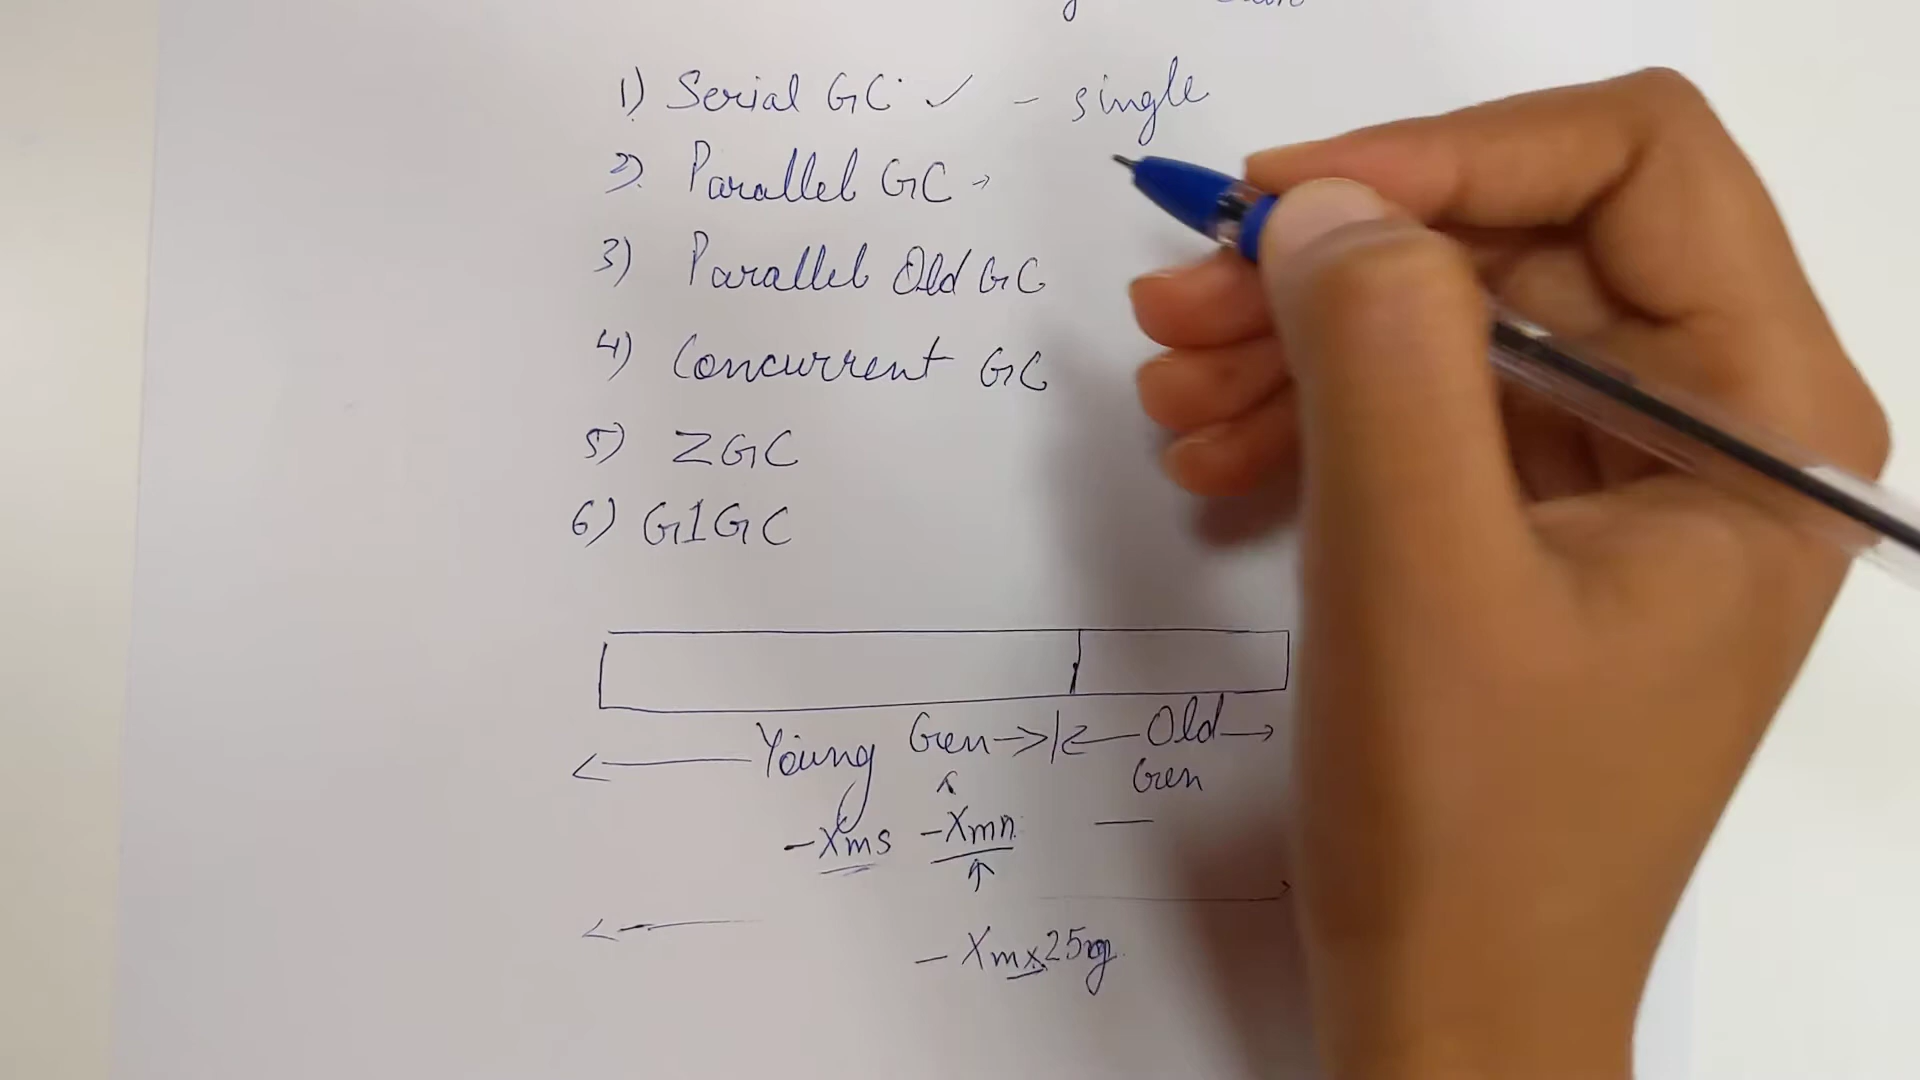 1) Serial GC ✓ - single
2) Parallel GC →
3) Parallel Old GC
4) Concurrent GC
5) ZGC
6) G1GC
Young Gen Old
Gen
-Xms -Xmn
- Xmx